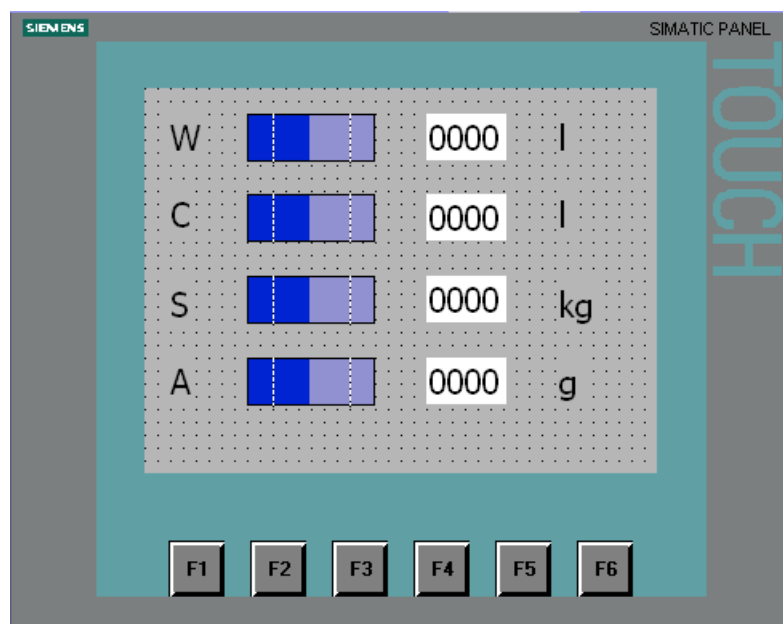 SIEMENS
SIMATIC PANEL
TOUCH
W 0000 l
C 0000 l
S 0000 kg
A 0000 g
F1 F2 F3 F4 F5 F6